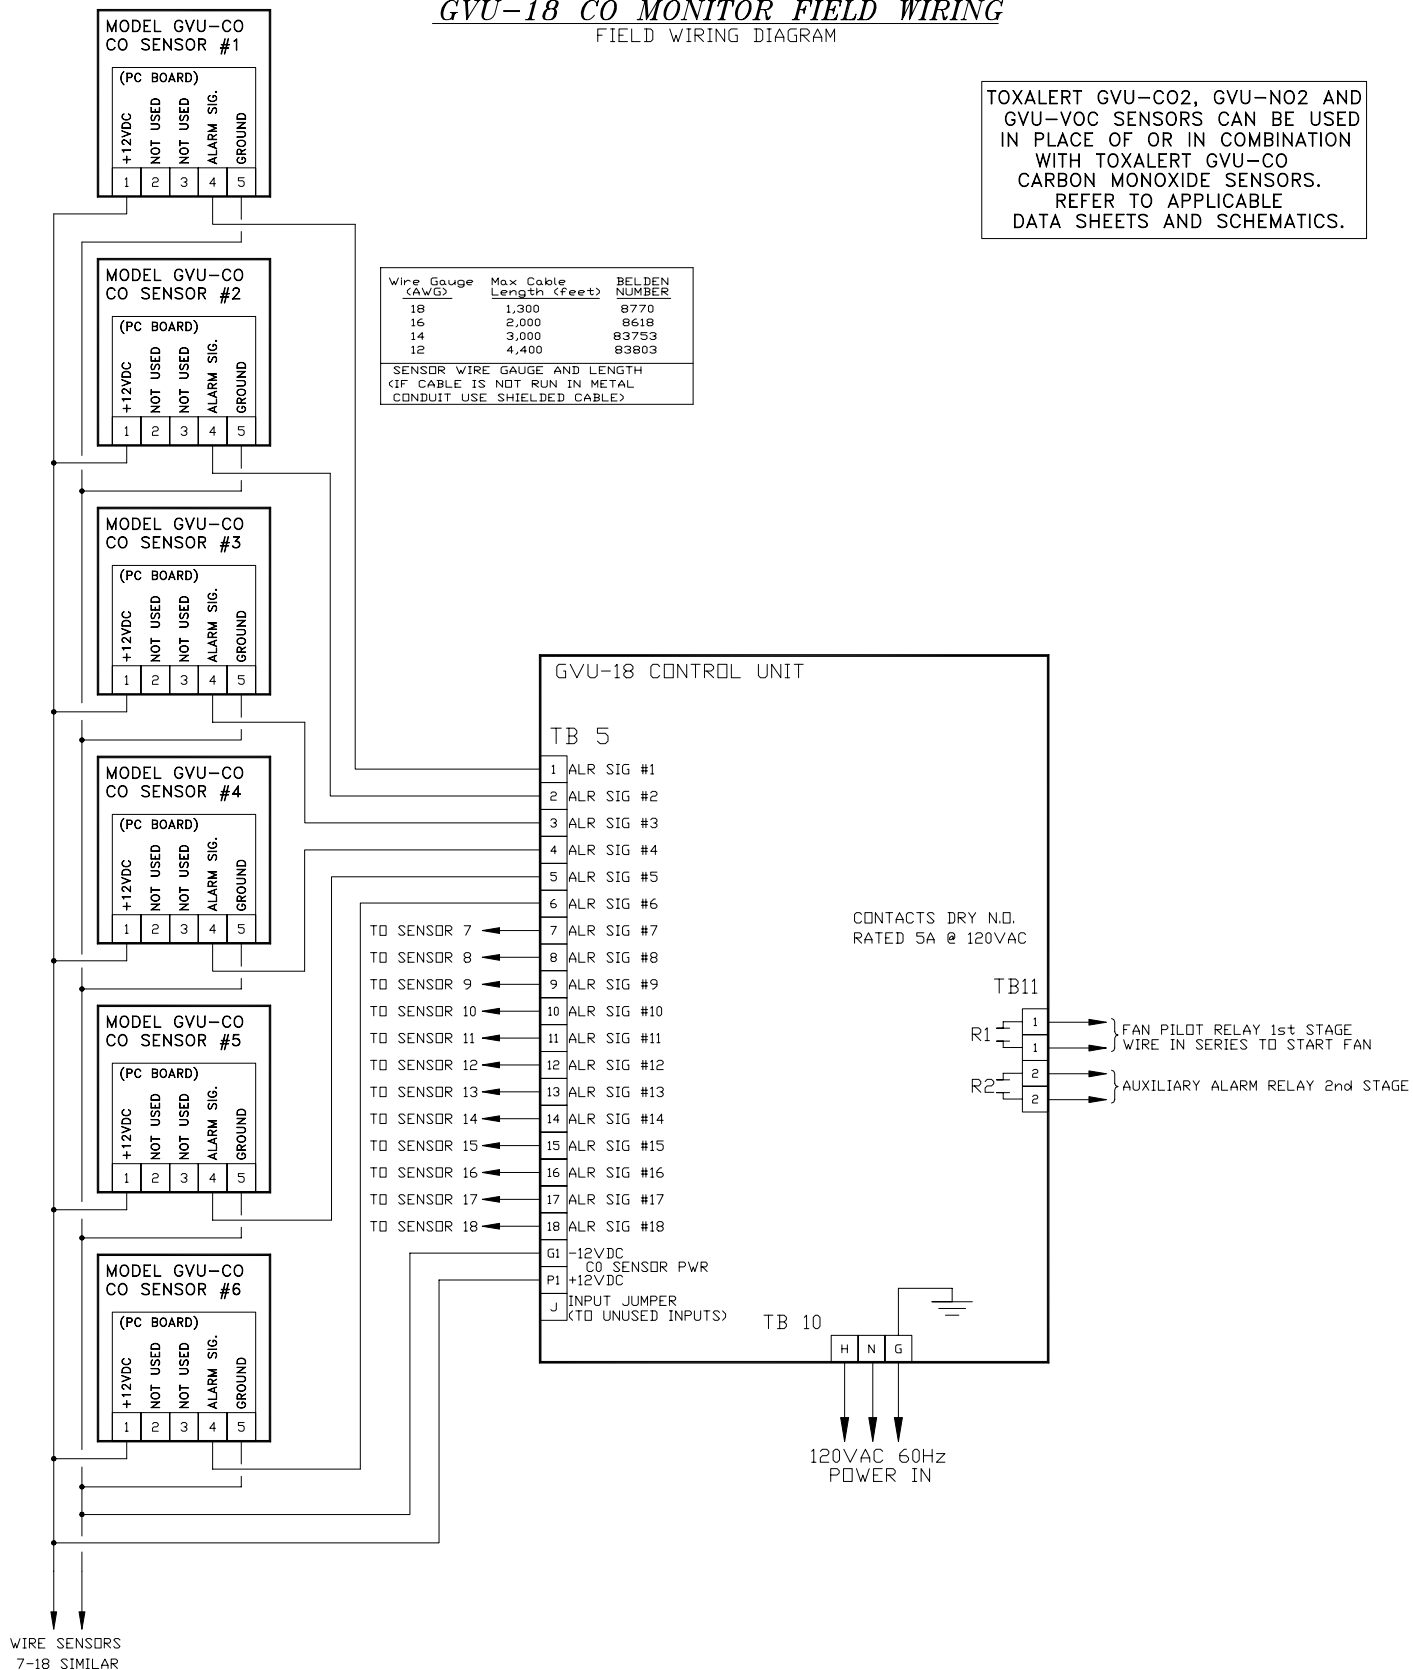 GVU-18 CO MONITOR FIELD WIRING
FIELD WIRING DIAGRAM
MODEL GVU-CO
CO SENSOR #1
(PC BOARD)
+12VDC
NOT USED
NOT USED
ALARM SIG.
GROUND
1 2 3 4 5
TOXALERT GVU-CO2, GVU-NO2 AND
GVU-VOC SENSORS CAN BE USED
IN PLACE OF OR IN COMBINATION
WITH TOXALERT GVU-CO
CARBON MONOXIDE SENSORS.
REFER TO APPLICABLE
DATA SHEETS AND SCHEMATICS.
MODEL GVU-CO
CO SENSOR #2
(PC BOARD)
+12VDC
NOT USED
NOT USED
ALARM SIG.
GROUND
1 2 3 4 5
Wire Gauge Max Cable BELDEN
(AWG) Length (feet) NUMBER
18 1,300 8770
16 2,000 8618
14 3,000 83753
12 4,400 83803
SENSOR WIRE GAUGE AND LENGTH
(IF CABLE IS NOT RUN IN METAL
CONDUIT USE SHIELDED CABLE)
MODEL GVU-CO
CO SENSOR #3
(PC BOARD)
+12VDC
NOT USED
NOT USED
ALARM SIG.
GROUND
1 2 3 4 5
MODEL GVU-CO
CO SENSOR #4
(PC BOARD)
+12VDC
NOT USED
NOT USED
ALARM SIG.
GROUND
1 2 3 4 5
MODEL GVU-CO
CO SENSOR #5
(PC BOARD)
+12VDC
NOT USED
NOT USED
ALARM SIG.
GROUND
1 2 3 4 5
MODEL GVU-CO
CO SENSOR #6
(PC BOARD)
+12VDC
NOT USED
NOT USED
ALARM SIG.
GROUND
1 2 3 4 5
WIRE SENSORS
7-18 SIMILAR
GVU-18 CONTROL UNIT
TB 5
1 ALR SIG #1
2 ALR SIG #2
3 ALR SIG #3
4 ALR SIG #4
5 ALR SIG #5
6 ALR SIG #6
TO SENSOR 7 7 ALR SIG #7
TO SENSOR 8 8 ALR SIG #8
TO SENSOR 9 9 ALR SIG #9
TO SENSOR 10 10 ALR SIG #10
TO SENSOR 11 11 ALR SIG #11
TO SENSOR 12 12 ALR SIG #12
TO SENSOR 13 13 ALR SIG #13
TO SENSOR 14 14 ALR SIG #14
TO SENSOR 15 15 ALR SIG #15
TO SENSOR 16 16 ALR SIG #16
TO SENSOR 17 17 ALR SIG #17
TO SENSOR 18 18 ALR SIG #18
G1 -12VDC
CO SENSOR PWR
P1 +12VDC
J INPUT JUMPER
(TO UNUSED INPUTS)
CONTACTS DRY N.O.
RATED 5A @ 120VAC
TB11
R1
1
1
FAN PILOT RELAY 1st STAGE
WIRE IN SERIES TO START FAN
R2
2
2
AUXILIARY ALARM RELAY 2nd STAGE
TB 10
H N G
120VAC 60Hz
POWER IN